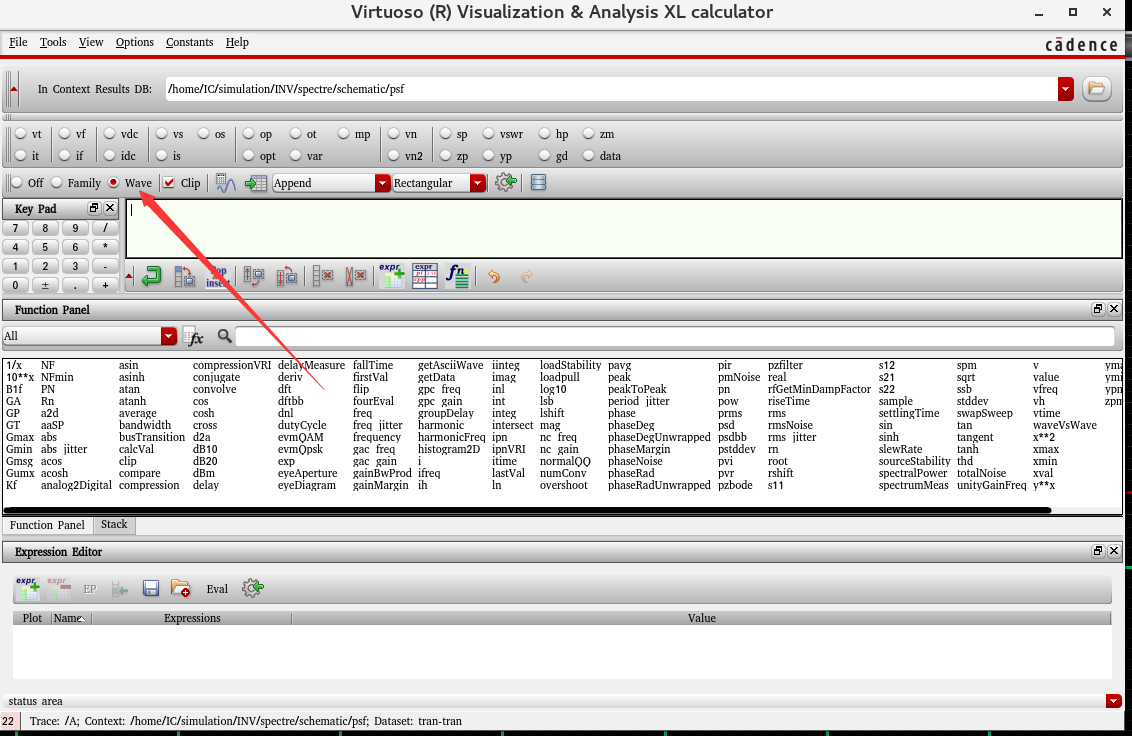 Virtuoso (R) Visualization & Analysis XL calculator
File Tools View Options Constants Help
cādence
In Context Results DB: /home/IC/simulation/INV/spectre/schematic/psf
vt vf vdc vs os op ot mp vn sp vswr hp zm
it if idc is opt var vn2 zp yp gd data
Off Family Wave Clip Append Rectangular
Key Pad
7 8 9 /
4 5 6 *
1 2 3 -
0 ± . +
insert expr expr fn
Function Panel
All fx
1/x NF asin compressionVRI delayMeasure fallTime getAsciiWave iinteg loadStability pavg pir pzfilter s12 spm v
10**x NFmin asinh conjugate deriv firstVal getData imag loadpull peak pmNoise real s21 sqrt value
B1f PN atan convolve dft flip gpc_freq inl log10 peakToPeak pn rfGetMinDampFactor s22 ssb vfreq
GA Rn atanh cos dftbb fourEval gpc_gain int lsb period_jitter pow riseTime sample stddev vh
GP a2d average cosh dnl freq groupDelay integ lshift phase prms rms settlingTime swapSweep vtime
GT aaSP bandwidth cross dutyCycle freq_jitter harmonic intersect mag phaseDeg psd rmsNoise sin tan waveVsWave
Gmax abs busTransition d2a evmQAM frequency harmonicFreq ipn nc_freq phaseDegUnwrapped psdbb rms_jitter sinh tangent x**2
Gmin abs_jitter calcVal dB10 evmQpsk gac_freq histogram2D ipnVRI nc_gain phaseMargin pstddev rn slewRate tanh xmax
Gmsg acos clip dB20 exp gac_gain i itime normalQQ phaseNoise pvi root sourceStability thd xmin
Gumx acosh compare dBm eyeAperture gainBwProd ifreq lastVal numConv phaseRad pvr rshift spectralPower totalNoise xval
Kf analog2Digital compression delay eyeDiagram gainMargin ih ln overshoot phaseRadUnwrapped pzbode s11 spectrumMeas unityGainFreq y**x
Function Panel Stack
Expression Editor
expr expr EP Eval
Plot Name Expressions Value
status area
22 Trace: /A; Context: /home/IC/simulation/INV/spectre/schematic/psf; Dataset: tran-tran